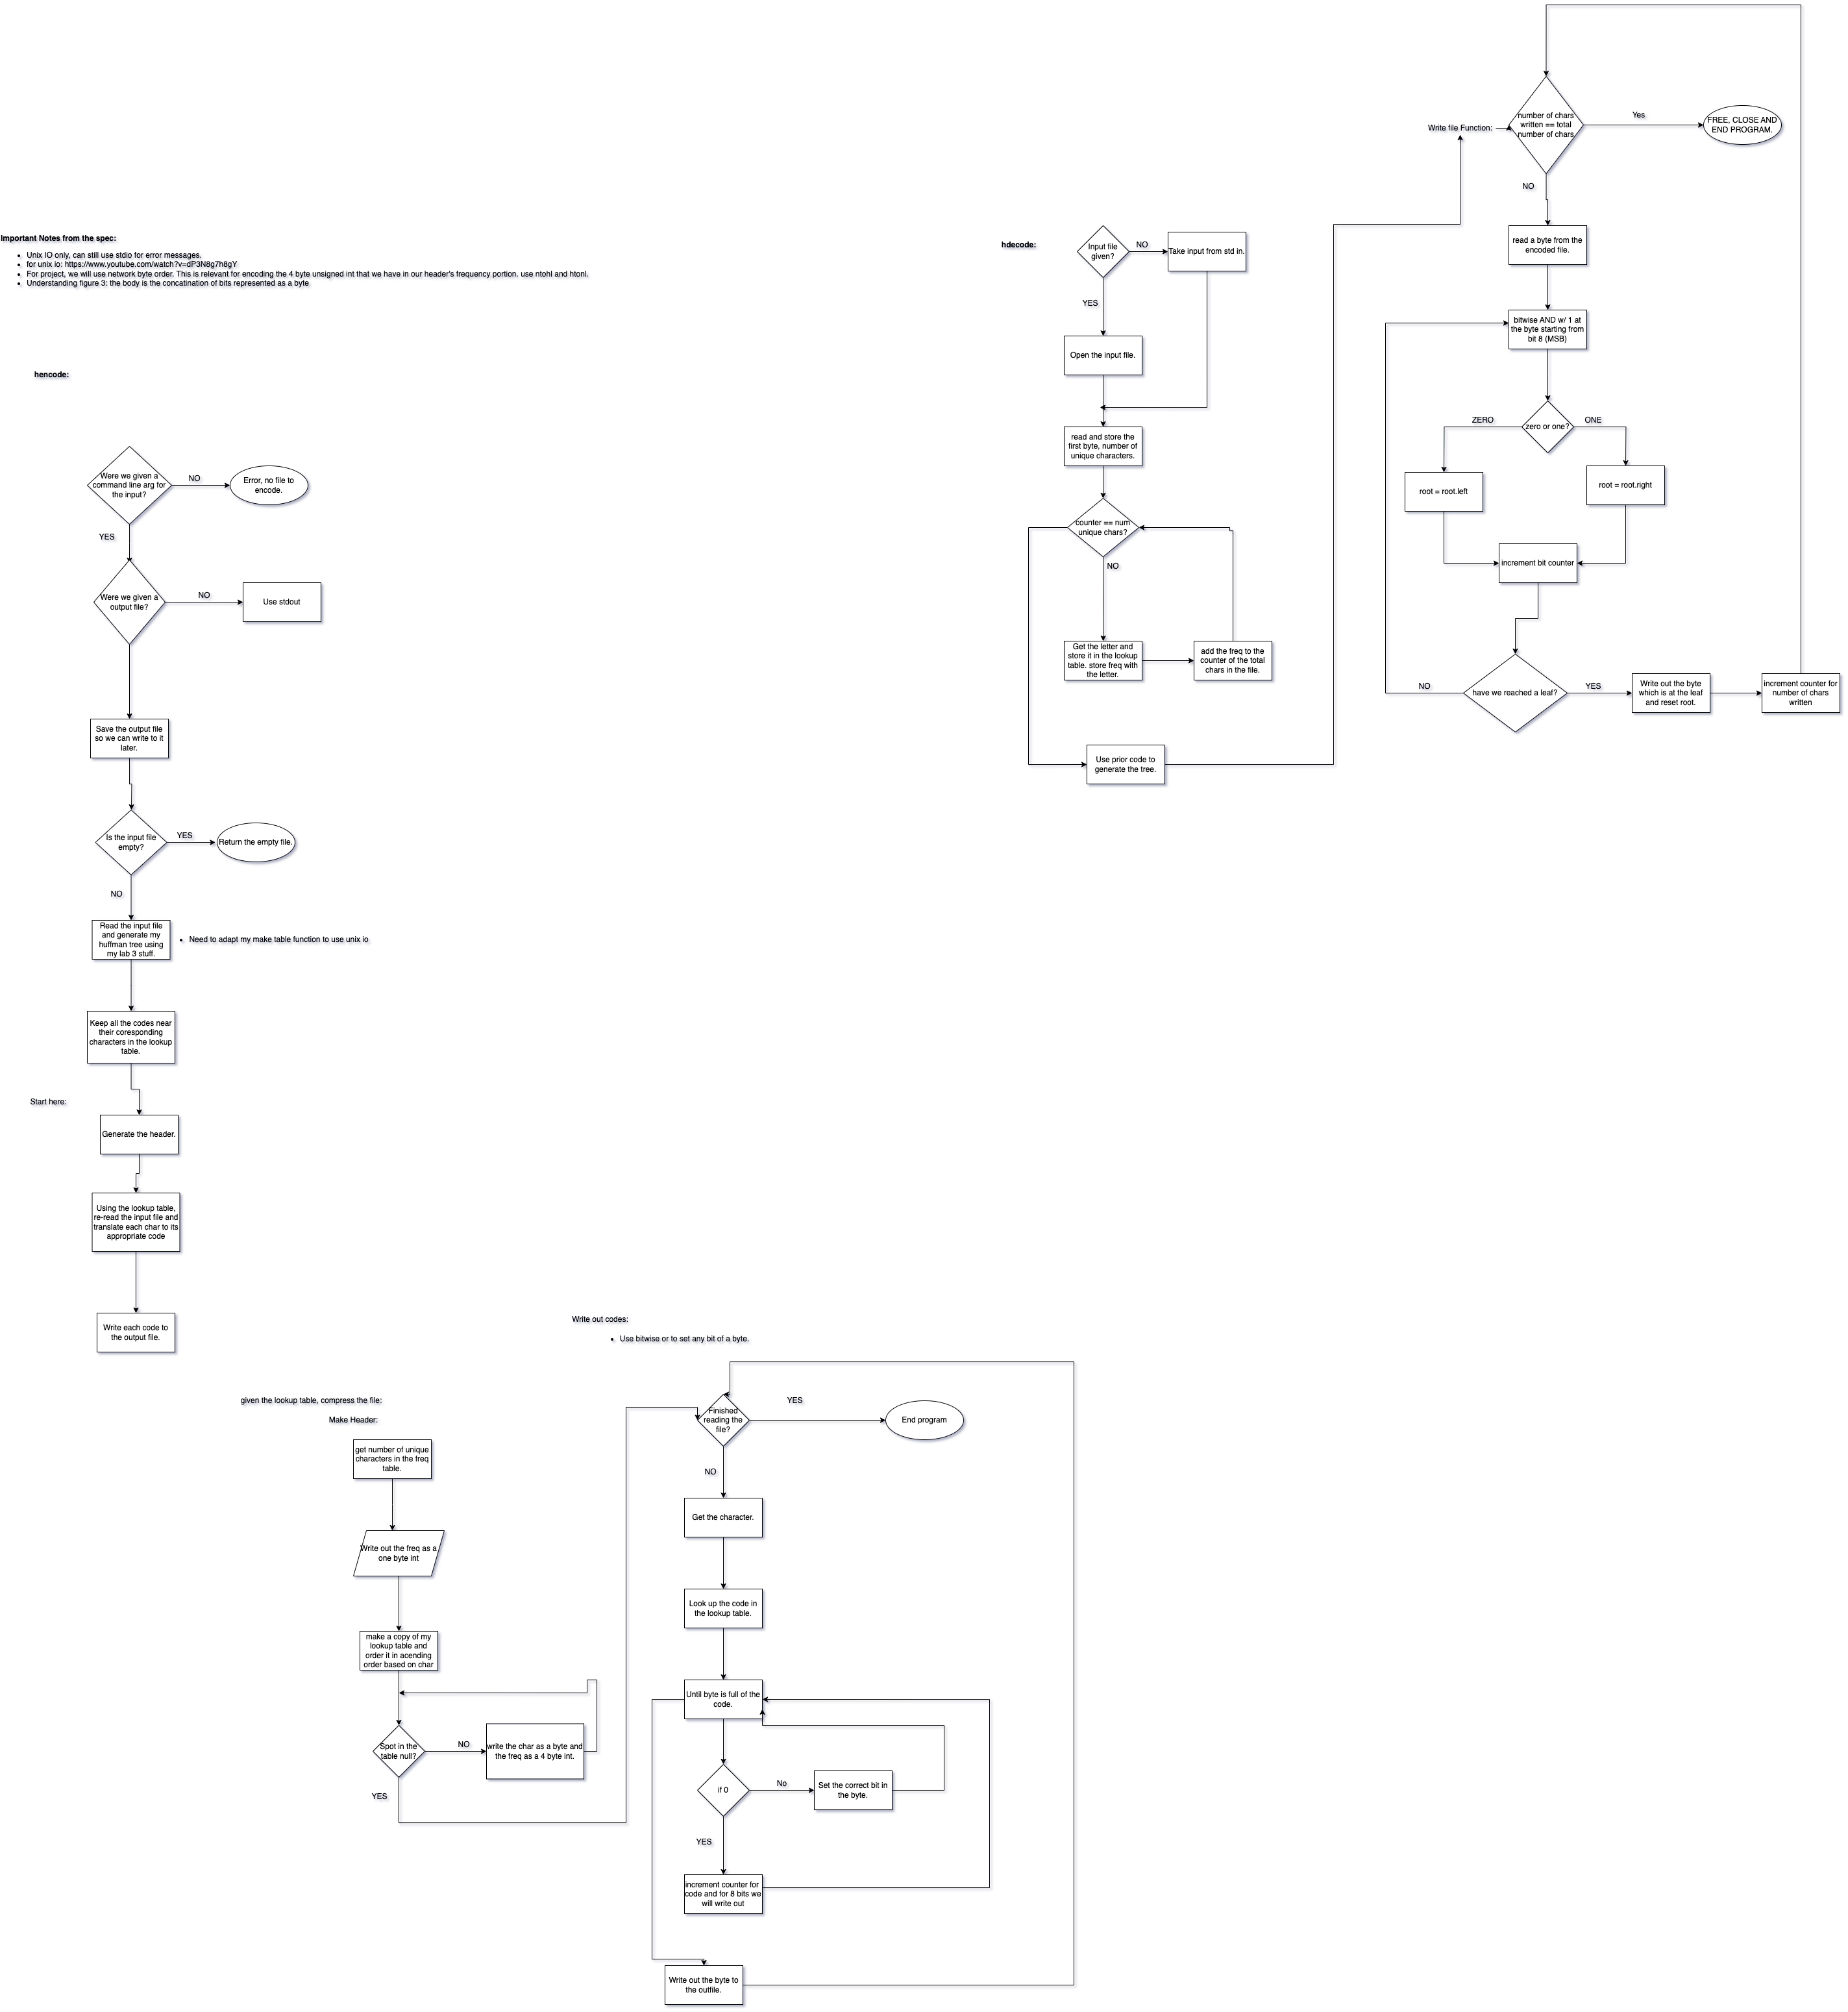 Important Notes from the spec:
Unix IO only, can still use stdio for error messages.
for unix io: https://www.youtube.com/watch?v=dP3N8g7h8gY
For project, we will use network byte order. This is relevant for encoding the 4 byte unsigned int that we have in our header's frequency portion. use ntohl and htonl.
Understanding figure 3: the body is the concatination of bits represented as a byte
hencode:
Were we given a
command line arg for
the input?
NO
Error, no file to
encode.
YES
Were we given a
output file?
NO
Use stdout
Save the output file
so we can write to it
later.
Is the input file
empty?
YES
Return the empty file.
NO
Read the input file
and generate my
huffman tree using
my lab 3 stuff.
Need to adapt my make table function to use unix io
Keep all the codes near
their coresponding
characters in the lookup
table.
Start here:
Generate the header.
Using the lookup table,
re-read the input file and
translate each char to its
appropriate code
Write each code to
the output file.
given the lookup table, compress the file:
Make Header:
get number of unique
characters in the freq
table.
Write out the freq as a
one byte int
make a copy of my
lookup table and
order it in acending
order based on char
Spot in the
table null?
NO
write the char as a byte and
the freq as a 4 byte int.
YES
Write out codes:
Use bitwise or to set any bit of a byte.
Finished
reading the
file?
YES
End program
NO
Get the character.
Look up the code in
the lookup table.
Until byte is full of the
code.
if 0
No
Set the correct bit in
the byte.
YES
increment counter for
code and for 8 bits we
will write out
Write out the byte to
the outfile.
hdecode:
Input file
given?
NO
Take input from std in.
YES
Open the input file.
read and store the
first byte, number of
unique characters.
counter == num
unique chars?
NO
Get the letter and
store it in the lookup
table. store freq with
the letter.
add the freq to the
counter of the total
chars in the file.
Use prior code to
generate the tree.
Write file Function:
number of chars
written == total
number of chars
Yes
FREE, CLOSE AND
END PROGRAM.
NO
read a byte from the
encoded file.
bitwise AND w/ 1 at
the byte starting from
bit 8 (MSB)
zero or one?
ZERO
ONE
root = root.left
root = root.right
increment bit counter
have we reached a leaf?
NO
YES
Write out the byte
which is at the leaf
and reset root.
increment counter for
number of chars
written